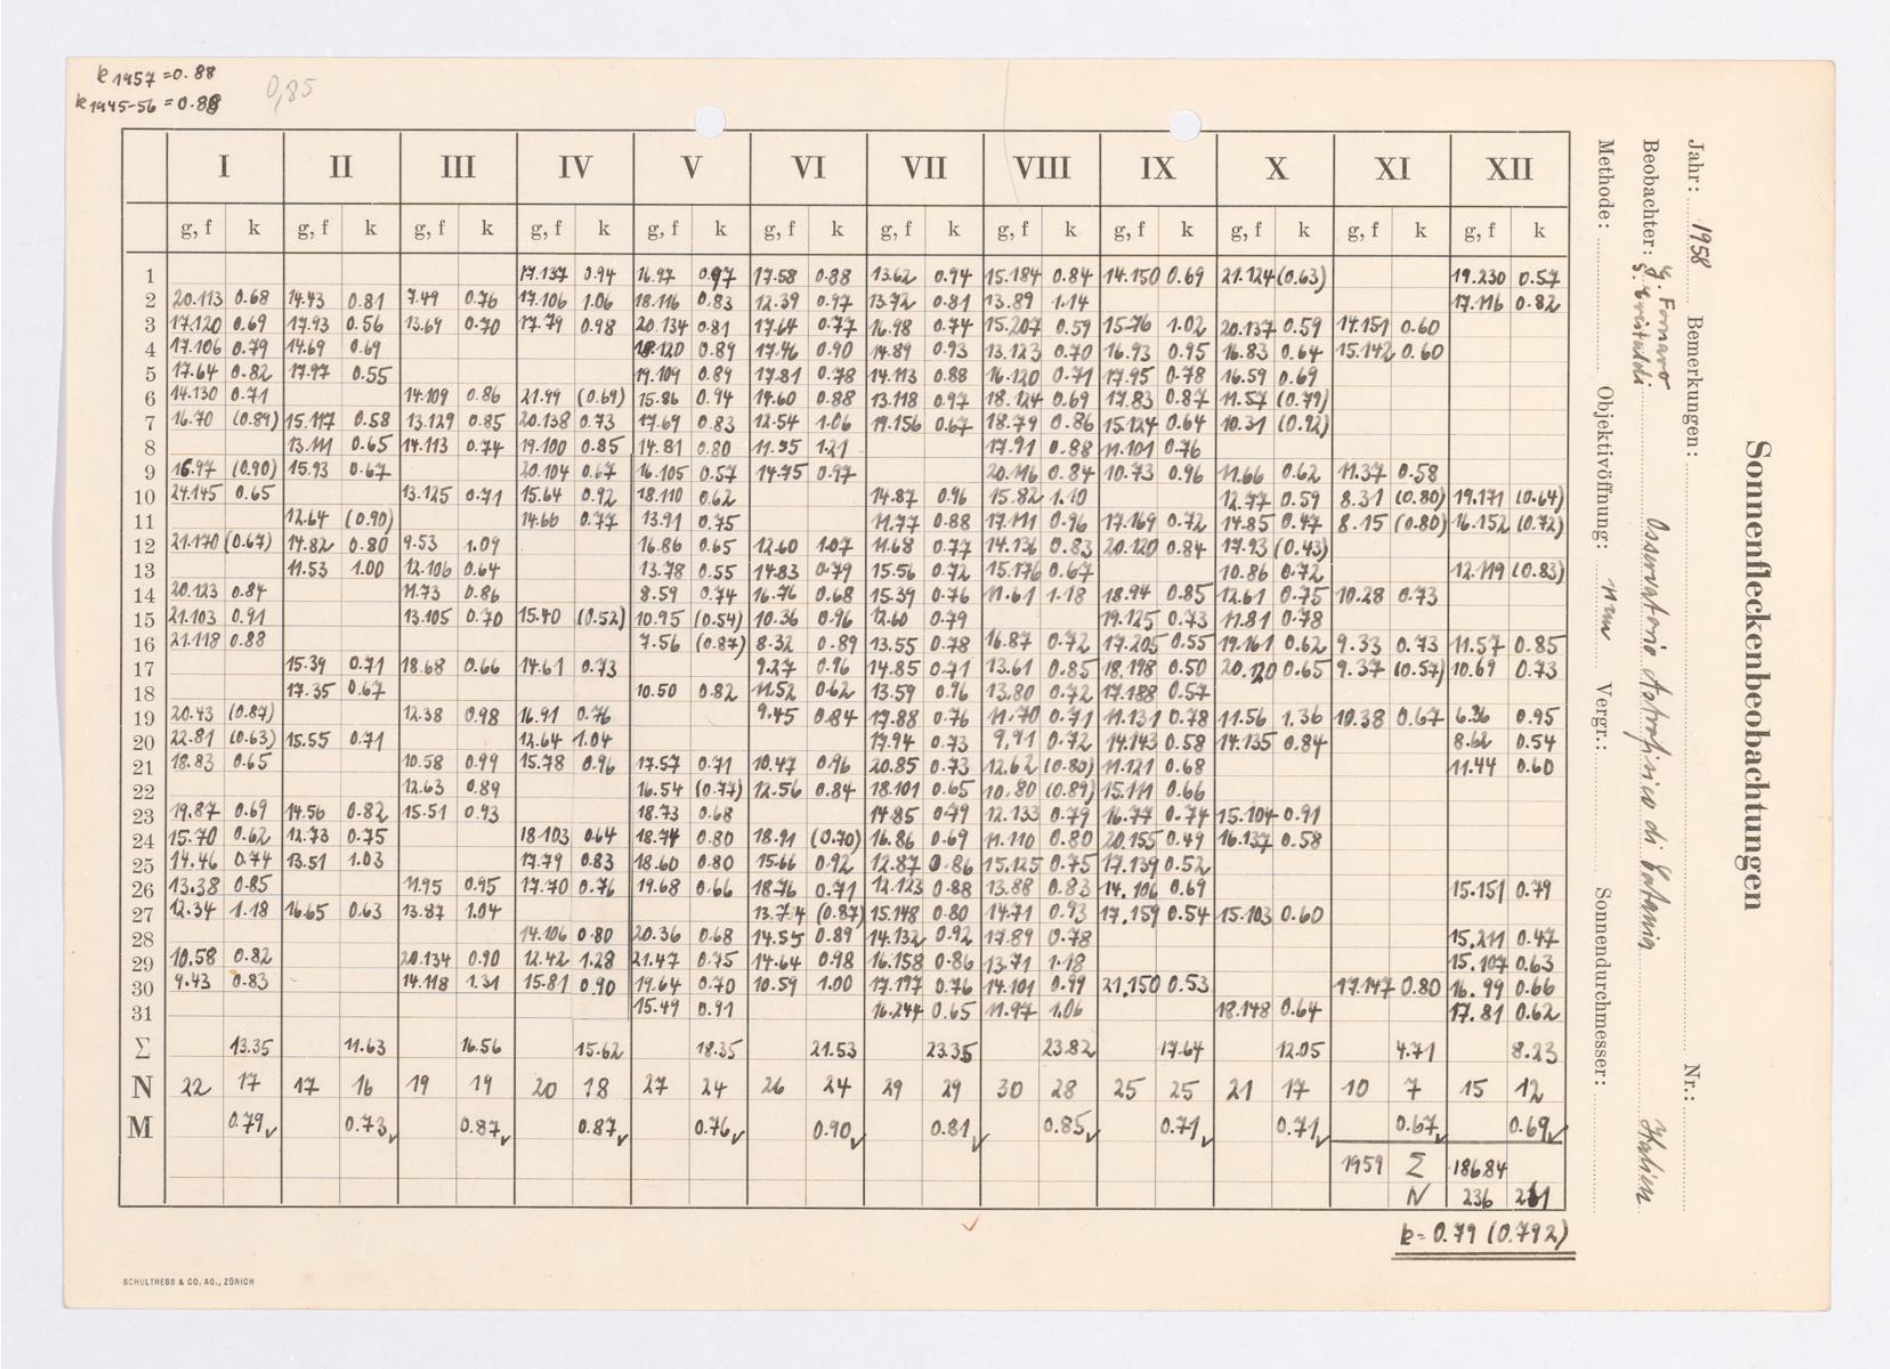 k 1957 = 0.88
k 1945-56 = 0.88
0,85
Sonnenfleckenbeobachtungen
Jahr: 1958 Bemerkungen: Nr.:
Beobachter: G. Fornaro Osservatorio Astrofisico di Catania Italien
Methode: Objektivöffnung: mm Vergr.: Sonnendurchmesser:
I II III IV V VI VII VIII IX X XI XII
g, f k g, f k g, f k g, f k g, f k g, f k g, f k g, f k g, f k g, f k g, f k g, f k
1 17.137 0.94 16.97 0.97 17.58 0.88 13.62 0.94 15.184 0.84 14.150 0.69 21.124 (0.63) 19.230 0.57
2 20.113 0.68 14.43 0.81 7.49 0.76 17.106 1.06 18.116 0.83 12.39 0.97 13.92 0.81 13.89 1.14 17.116 0.82
3 17.120 0.69 17.93 0.56 13.69 0.70 17.79 0.98 20.134 0.81 17.64 0.77 16.98 0.74 15.207 0.59 15.76 1.02 20.137 0.59 14.151 0.60
4 17.106 0.79 14.69 0.69 18.120 0.89 17.46 0.90 14.89 0.93 13.123 0.70 16.93 0.95 16.83 0.64 15.142 0.60
5 17.64 0.82 17.97 0.55 19.109 0.89 17.81 0.78 14.113 0.88 16.120 0.71 17.95 0.78 16.59 0.69
6 14.130 0.71 14.109 0.86 21.99 (0.69) 15.86 0.94 14.60 0.88 13.118 0.97 18.124 0.69 17.83 0.87 11.57 (0.79)
7 16.70 (0.89) 15.117 0.58 13.129 0.85 20.138 0.73 17.69 0.83 12.54 1.06 19.156 0.67 18.79 0.86 15.124 0.64 10.31 (0.92)
8 13.111 0.65 14.113 0.74 19.100 0.85 14.81 0.80 11.35 1.21 17.91 0.88 11.101 0.76
9 16.97 (0.90) 15.93 0.67 20.104 0.67 16.105 0.57 14.75 0.97 20.116 0.84 10.73 0.96 11.66 0.62 11.37 0.58
10 24.145 0.65 13.125 0.71 15.64 0.92 18.110 0.62 14.87 0.96 15.82 1.10 12.77 0.59 8.31 (0.80) 19.171 (0.64)
11 12.64 (0.90) 14.66 0.77 13.91 0.75 11.77 0.88 17.111 0.96 17.169 0.72 14.85 0.47 8.15 (0.80) 16.152 (0.72)
12 21.170 (0.67) 14.82 0.80 9.53 1.09 16.86 0.65 12.60 1.07 11.68 0.77 14.136 0.83 20.120 0.84 17.93 (0.43)
13 11.53 1.00 12.106 0.64 13.78 0.55 14.83 0.79 15.56 0.72 15.176 0.67 10.86 0.72 12.119 (0.83)
14 20.123 0.84 11.73 0.86 8.59 0.74 16.76 0.68 15.39 0.76 11.61 1.18 18.94 0.85 12.61 0.75 10.28 0.73
15 21.103 0.91 13.105 0.70 15.40 (0.52) 10.95 (0.54) 10.36 0.96 12.60 0.79 19.125 0.73 11.81 0.78
16 21.118 0.88 7.56 (0.87) 8.32 0.89 13.55 0.78 16.87 0.72 17.205 0.55 19.161 0.62 9.33 0.73 11.57 0.85
17 15.39 0.71 18.68 0.66 14.61 0.73 9.27 0.96 14.85 0.71 13.61 0.85 18.198 0.50 20.120 0.65 9.37 (0.57) 10.69 0.73
18 17.35 0.67 10.50 0.82 11.52 0.62 13.59 0.96 13.80 0.72 17.188 0.57
19 20.43 (0.87) 12.38 0.98 16.91 0.76 9.45 0.84 17.88 0.76 11.70 0.71 11.131 0.78 11.56 1.36 10.38 0.67 6.36 0.95
20 22.81 (0.63) 15.55 0.71 12.64 1.04 17.94 0.73 9.91 0.72 14.143 0.58 14.135 0.84 8.62 0.54
21 18.83 0.65 10.58 0.99 15.78 0.96 17.57 0.71 10.47 0.96 20.85 0.73 12.62 (0.80) 11.121 0.68 11.44 0.60
22 12.63 0.89 16.54 (0.77) 12.56 0.84 18.101 0.65 10.80 (0.89) 15.111 0.66
23 19.87 0.69 14.56 0.82 15.51 0.93 18.73 0.68 14.85 0.79 12.133 0.79 16.77 0.74 15.104 0.91
24 15.70 0.62 12.73 0.75 18.103 0.64 18.74 0.80 18.91 (0.70) 16.86 0.69 11.110 0.80 20.155 0.49 16.137 0.58
25 14.46 0.74 13.51 1.03 17.79 0.83 18.60 0.80 15.66 0.92 12.87 0.86 15.125 0.75 17.139 0.52
26 13.38 0.85 11.95 0.95 17.70 0.76 19.68 0.66 18.76 0.71 12.123 0.88 13.88 0.83 14.106 0.69 15.151 0.79
27 12.34 1.18 16.65 0.63 13.87 1.04 13.74 (0.87) 15.148 0.80 14.71 0.93 17.159 0.54 15.103 0.60
28 14.106 0.80 20.36 0.68 14.55 0.89 14.132 0.92 17.89 0.78 15.211 0.47
29 10.58 0.82 20.134 0.90 12.42 1.28 21.47 0.75 14.64 0.98 16.158 0.86 13.71 1.18 15.107 0.63
30 9.43 0.83 14.118 1.31 15.81 0.90 19.64 0.70 10.59 1.00 17.197 0.76 14.101 0.99 21.150 0.53 17.147 0.80 16.99 0.66
31 15.49 0.91 16.244 0.65 11.97 1.06 18.148 0.64 17.81 0.62
Σ 13.35 11.63 16.56 15.62 18.35 21.53 23.35 23.82 17.64 12.05 4.71 8.23
N 22 17 17 16 19 19 20 18 27 24 26 24 29 29 30 28 25 25 21 17 10 7 15 12
M 0.79 0.73 0.87 0.87 0.76 0.90 0.81 0.85 0.71 0.71 0.67 0.69
1959 Σ 186.84
N 236
k = 0.79 (0.792)
SCHULTHESS & CO. AG., ZÜRICH